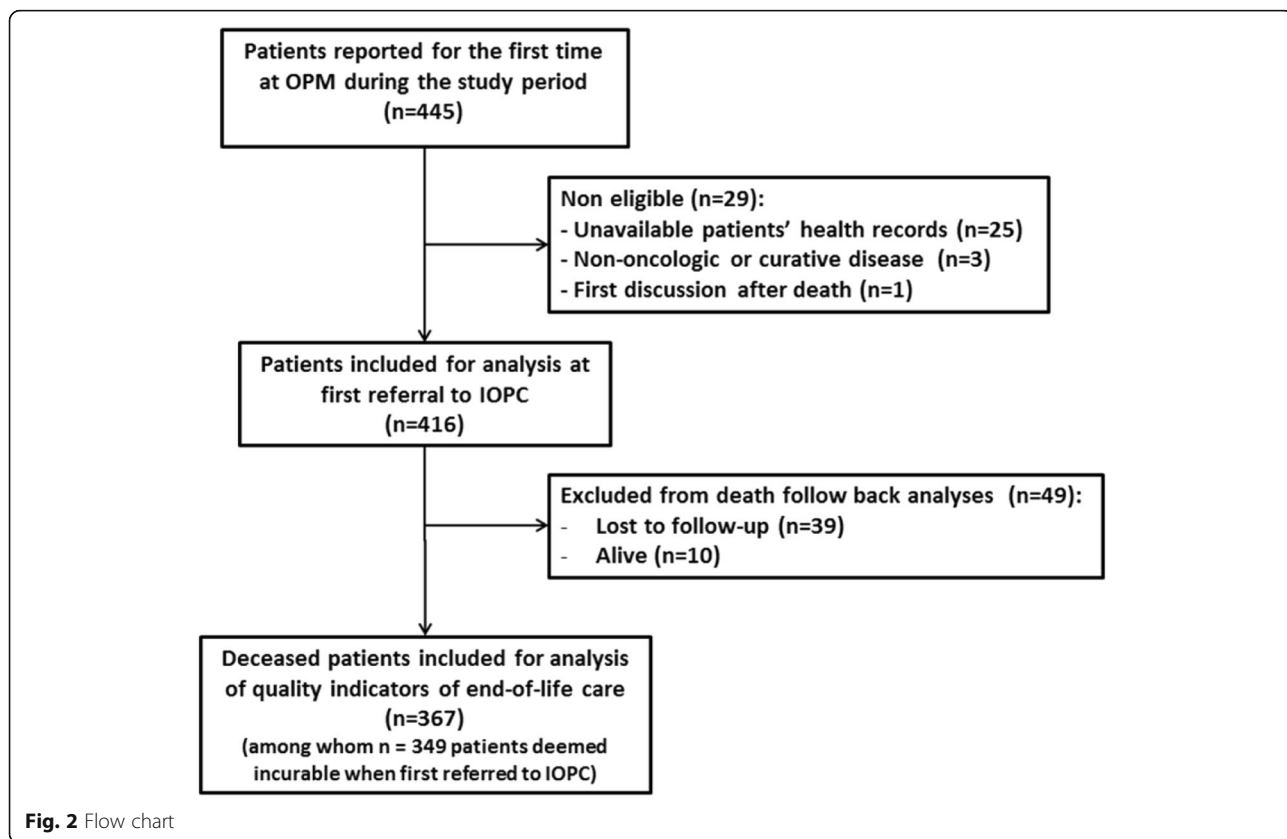 Patients reported for the first time
at OPM during the study period
(n=445)
Non eligible (n=29):
- Unavailable patients’ health records (n=25)
- Non-oncologic or curative disease (n=3)
- First discussion after death (n=1)
Patients included for analysis at
first referral to IOPC
(n=416)
Excluded from death follow back analyses (n=49):
- Lost to follow-up (n=39)
- Alive (n=10)
Deceased patients included for analysis
of quality indicators of end-of-life care
(n=367)
(among whom n = 349 patients deemed
incurable when first referred to IOPC)
Fig. 2 Flow chart